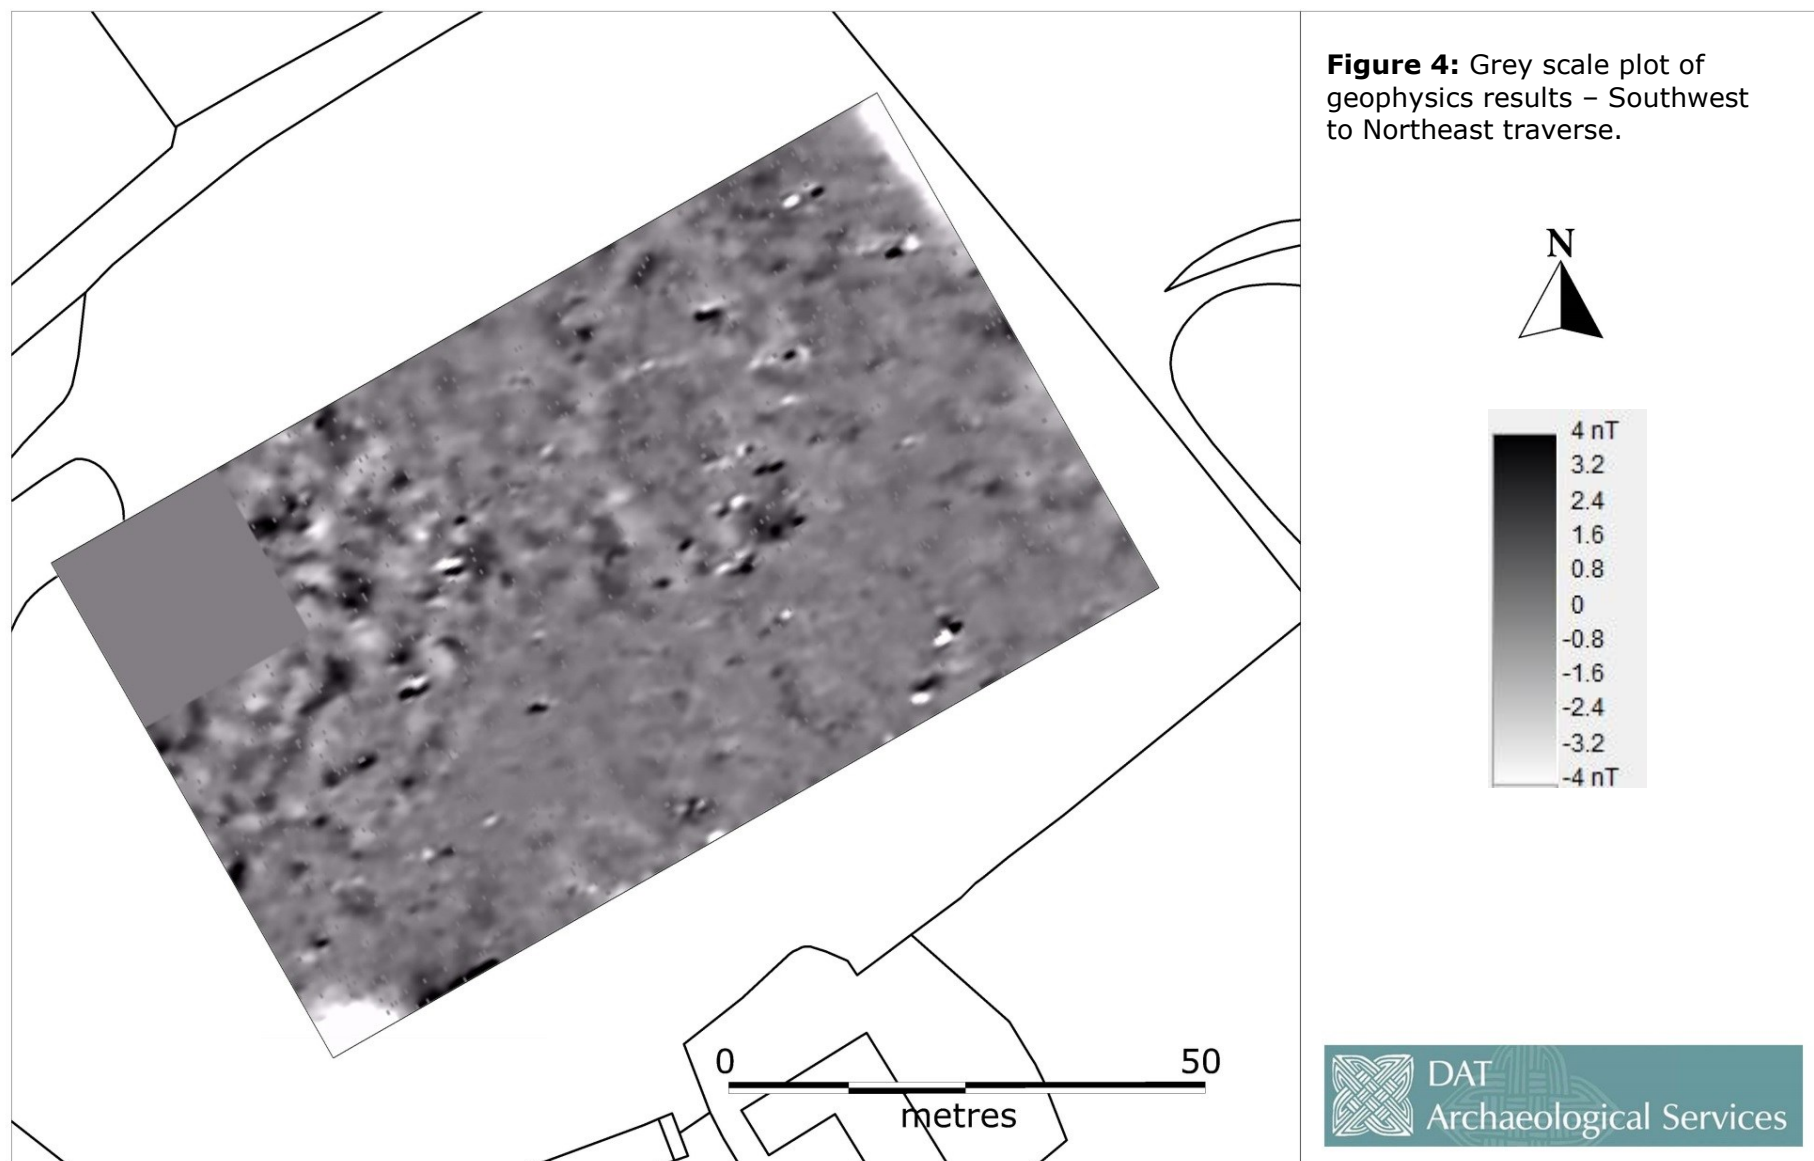 Figure 4: Grey scale plot of
geophysics results – Southwest
to Northeast traverse.
N
4 nT
3.2
2.4
1.6
0.8
0
-0.8
-1.6
-2.4
-3.2
-4 nT
0 50
metres
DAT
Archaeological Services